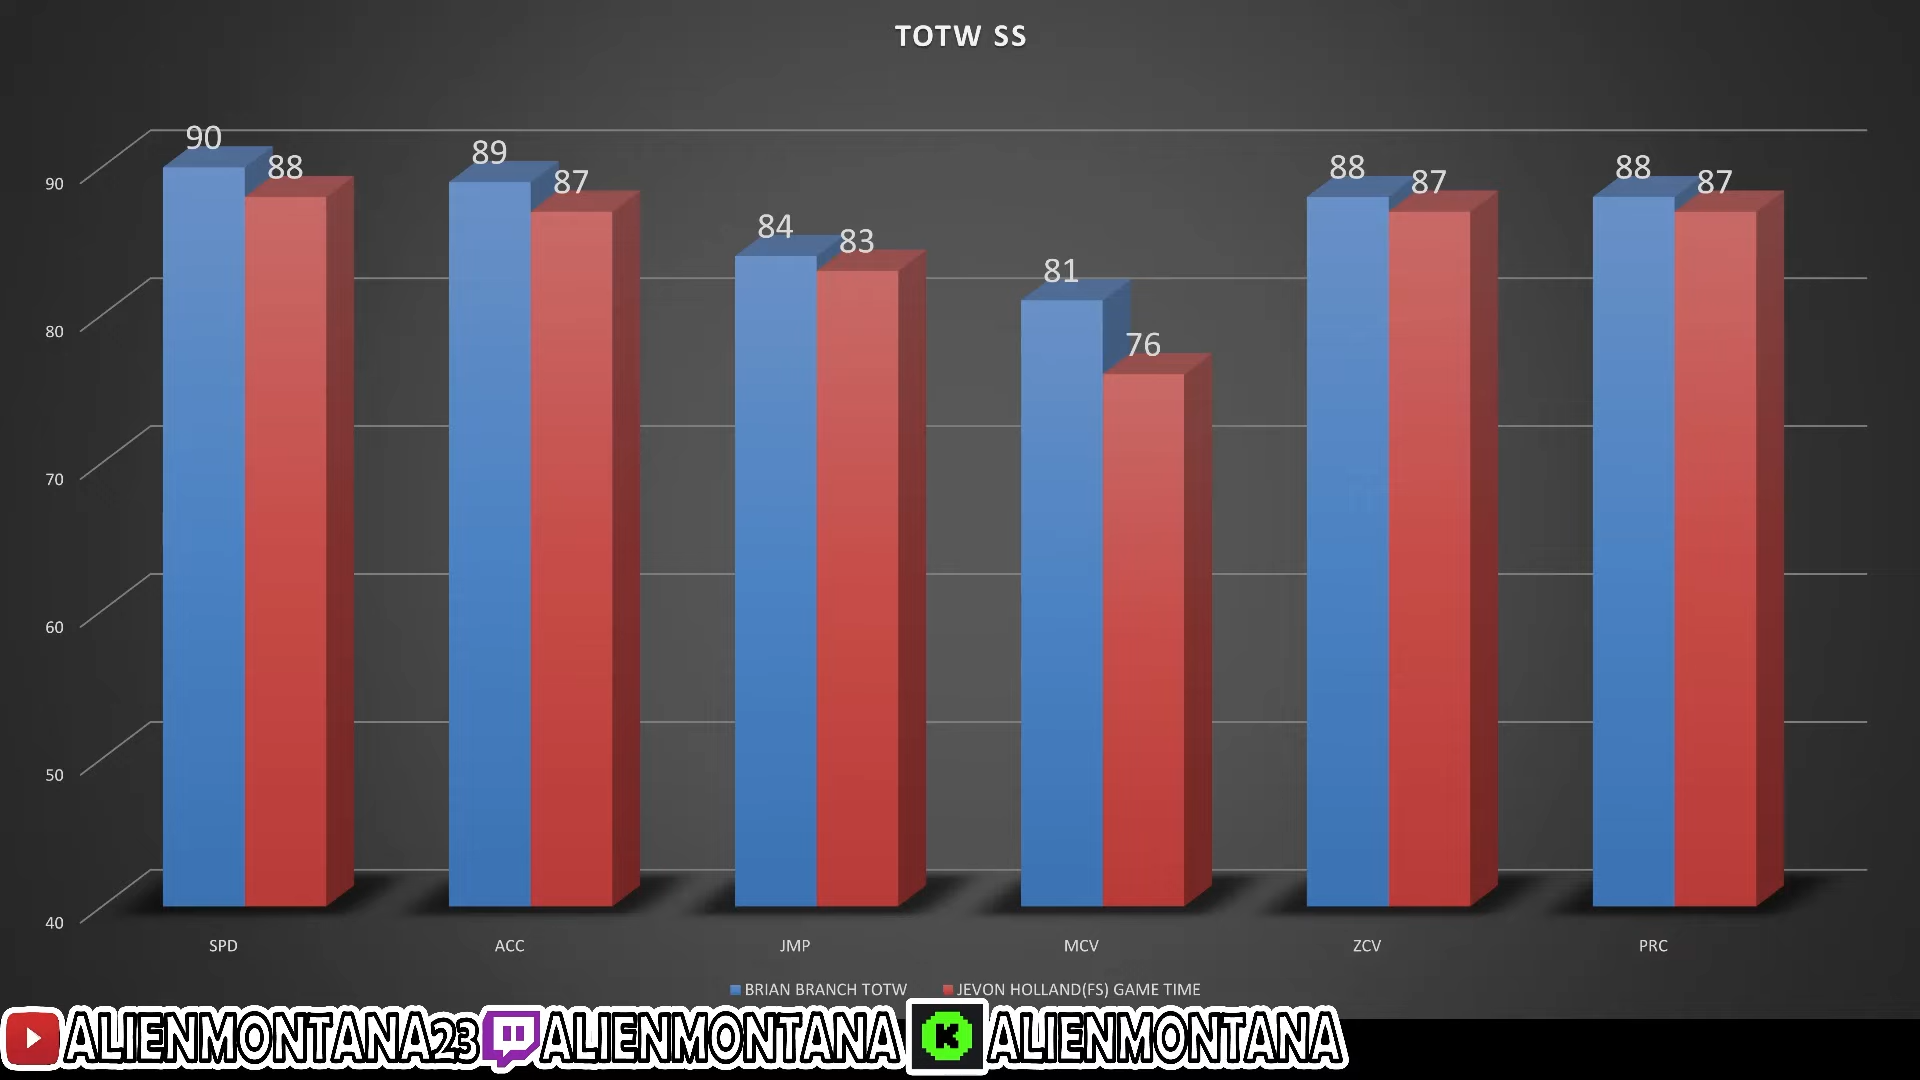 TOTW SS
90 88 89 87 84 83 81 76 88 87 88 87
90
80
70
60
50
40
SPD ACC JMP MCV ZCV PRC
BRIAN BRANCH TOTW JEVON HOLLAND(FS) GAME TIME
ALIENMONTANA23 ALIENMONTANA K ALIENMONTANA